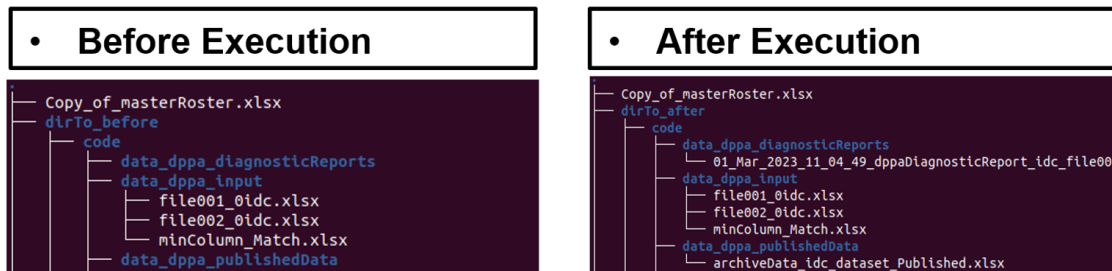 • Before Execution
Copy_of_masterRoster.xlsx
dirTo_before
code
data_dppa_diagnosticReports
data_dppa_input
file001_0idc.xlsx
file002_0idc.xlsx
minColumn_Match.xlsx
data_dppa_publishedData
• After Execution
Copy_of_masterRoster.xlsx
dirTo_after
code
data_dppa_diagnosticReports
01_Mar_2023_11_04_49_dppaDiagnosticReport_idc_file00
data_dppa_input
file001_0idc.xlsx
file002_0idc.xlsx
minColumn_Match.xlsx
data_dppa_publishedData
archiveData_idc_dataset_Published.xlsx